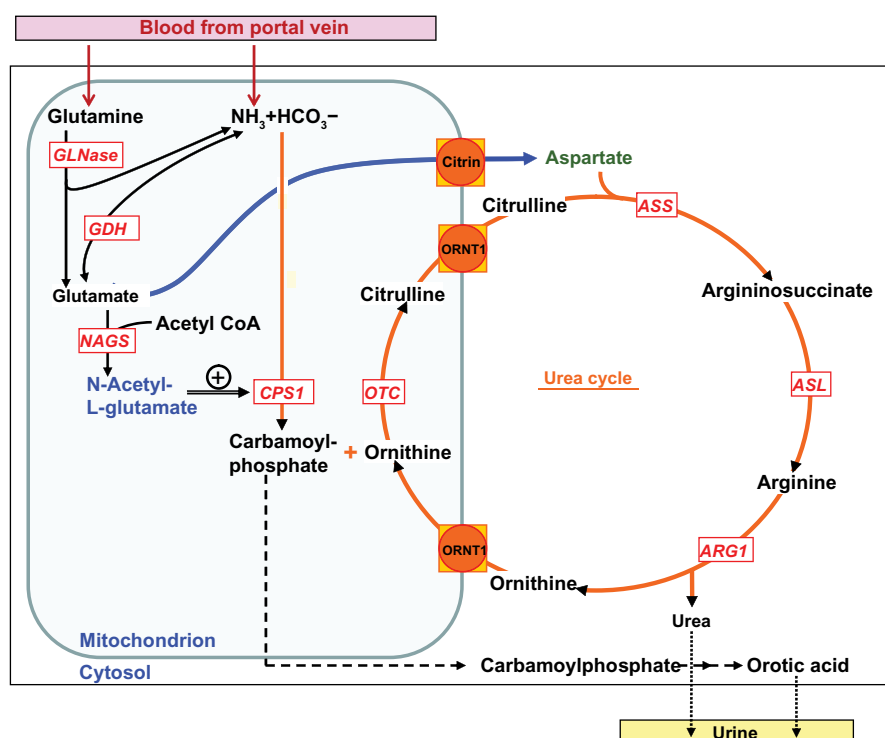 Blood from portal vein
Glutamine
NH3+HCO3−
GLNase
Citrin
Aspartate
Citrulline
ASS
GDH
ORNT1
Glutamate
Citrulline
Argininosuccinate
Acetyl CoA
NAGS
N-Acetyl-
L-glutamate
+
CPS1
OTC
Urea cycle
ASL
Carbamoyl-
phosphate
+
Ornithine
Arginine
ORNT1
ARG1
Ornithine
Urea
Mitochondrion
Cytosol
Carbamoylphosphate
Orotic acid
Urine